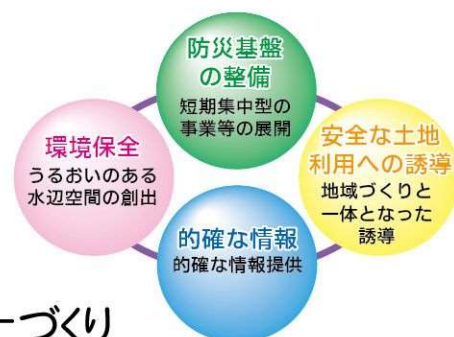 防災基盤
の整備
短期集中型の
事業等の展開
環境保全
うるおいのある
水辺空間の創出
安全な土地
利用への誘導
地域づくりと
一体となった
誘導
的確な情報
的確な情報提供
ーづくり